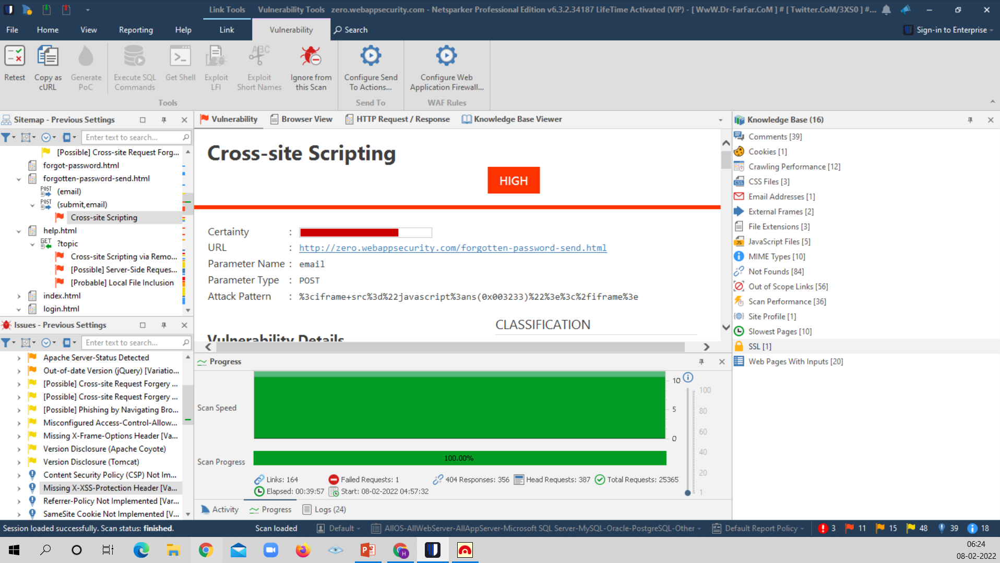 Link Tools
Vulnerability Tools
zero.webappsecurity.com - Netsparker Professional Edition v6.3.2.34187 LifeTime Activated (ViP) - [ WwW.Dr-FarFar.CoM ] # [ Twitter.CoM/3XS0 ] #...
File
Home
View
Reporting
Help
Link
Vulnerability
Search
Sign-in to Enterprise
Retest
Copy as
cURL
Generate
PoC
Execute SQL
Commands
Get Shell
Exploit
LFI
ABC
Exploit
Short Names
Ignore from
this Scan
Configure Send
To Actions...
Configure Web
Application Firewall...
Tools
Send To
WAF Rules
Sitemap - Previous Settings
Enter text to search...
[Possible] Cross-site Request Forg...
forgot-password.html
forgotten-password-send.html
POST
(email)
POST
(submit,email)
Cross-site Scripting
help.html
GET
?topic
Cross-site Scripting via Remo...
[Possible] Server-Side Reques...
[Probable] Local File Inclusion
index.html
login.html
Issues - Previous Settings
Enter text to search...
Apache Server-Status Detected
Out-of-date Version (jQuery) [Variatio...
[Possible] Cross-site Request Forgery ...
[Possible] Cross-site Request Forgery ...
[Possible] Phishing by Navigating Bro...
Misconfigured Access-Control-Allow...
Missing X-Frame-Options Header [Va...
Version Disclosure (Apache Coyote)
Version Disclosure (Tomcat)
Content Security Policy (CSP) Not Im...
Missing X-XSS-Protection Header [Va...
Referrer-Policy Not Implemented [Var...
SameSite Cookie Not Implemented [V...
Vulnerability
Browser View
HTTP Request / Response
Knowledge Base Viewer
Cross-site Scripting
HIGH
Certainty :
URL : http://zero.webappsecurity.com/forgotten-password-send.html
Parameter Name : email
Parameter Type : POST
Attack Pattern : %3ciframe+src%3d%22javascript%3ans(0x003233)%22%3e%3c%2fiframe%3e
CLASSIFICATION
Vulnerability Details
Progress
Scan Speed
10
5
0
100
80
60
40
20
1
Scan Progress
100.00%
Links: 164
Failed Requests: 1
404 Responses: 356
Head Requests: 387
Total Requests: 25365
Elapsed: 00:39:57
Start: 08-02-2022 04:57:32
Activity
Progress
Logs (24)
Knowledge Base (16)
Comments [39]
Cookies [1]
Crawling Performance [12]
CSS Files [3]
Email Addresses [1]
External Frames [2]
File Extensions [3]
JavaScript Files [5]
MIME Types [10]
Not Founds [84]
Out of Scope Links [56]
Scan Performance [36]
Site Profile [1]
Slowest Pages [10]
SSL [1]
Web Pages With Inputs [20]
Session loaded successfully. Scan status: finished.
Scan loaded
Default
AllOS-AllWebServer-AllAppServer-Microsoft SQL Server-MySQL-Oracle-PostgreSQL-Other
Default Report Policy
3
11
15
48
39
18
06:24
08-02-2022